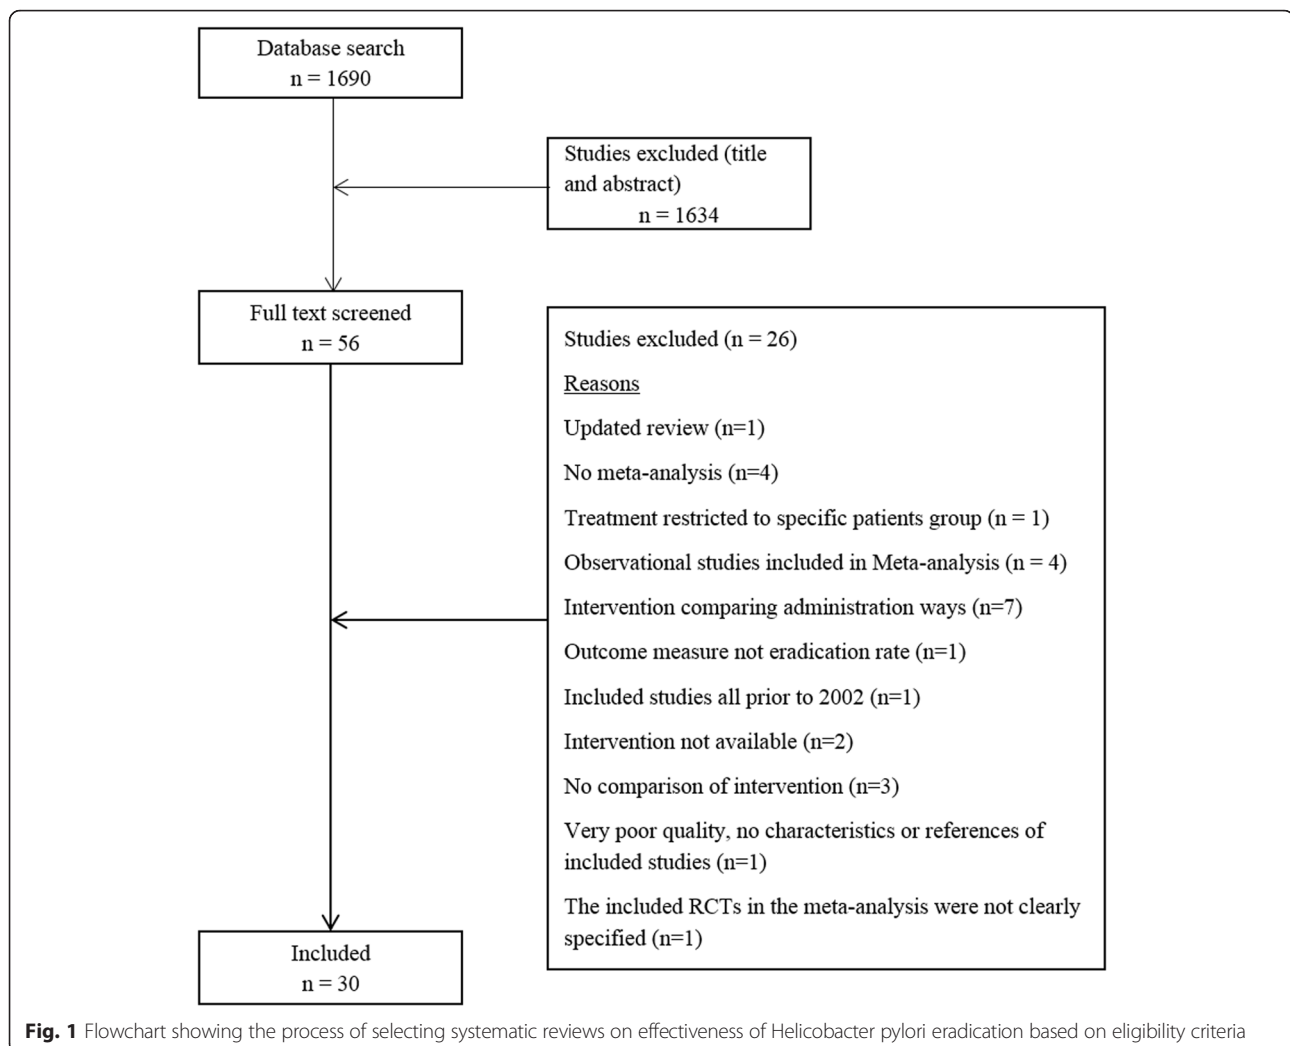 Database search
n = 1690
Studies excluded (title
and abstract)
n = 1634
Full text screened
n = 56
Studies excluded (n = 26)
Reasons
Updated review (n=1)
No meta-analysis (n=4)
Treatment restricted to specific patients group (n = 1)
Observational studies included in Meta-analysis (n = 4)
Intervention comparing administration ways (n=7)
Outcome measure not eradication rate (n=1)
Included studies all prior to 2002 (n=1)
Intervention not available (n=2)
No comparison of intervention (n=3)
Very poor quality, no characteristics or references of
included studies (n=1)
The included RCTs in the meta-analysis were not clearly
specified (n=1)
Included
n = 30
Fig. 1 Flowchart showing the process of selecting systematic reviews on effectiveness of Helicobacter pylori eradication based on eligibility criteria